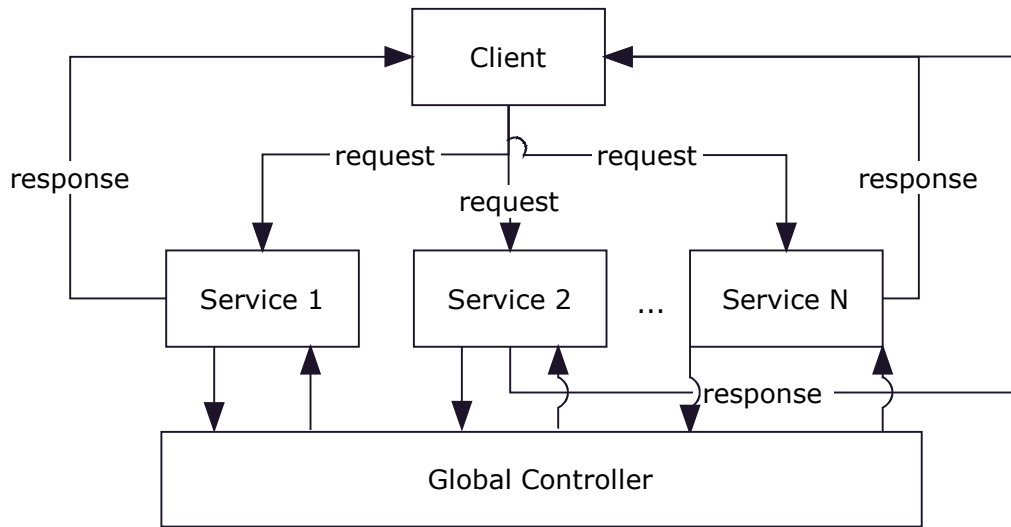 Client
request
request
response
response
request
Service 1
Service 2
...
Service N
response
Global Controller